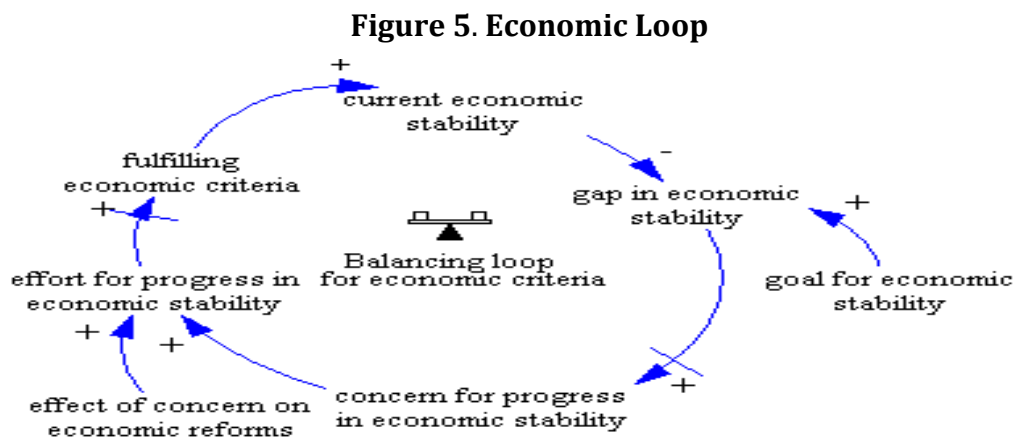 Figure 5. Economic Loop
+
current economic
stability
-
fulfilling
economic criteria
+
gap in economic
stability
+
Balancing loop
for economic criteria
effort for progress in
economic stability
goal for economic
stability
+
+
+
concern for progress
in economic stability
effect of concern on
economic reforms